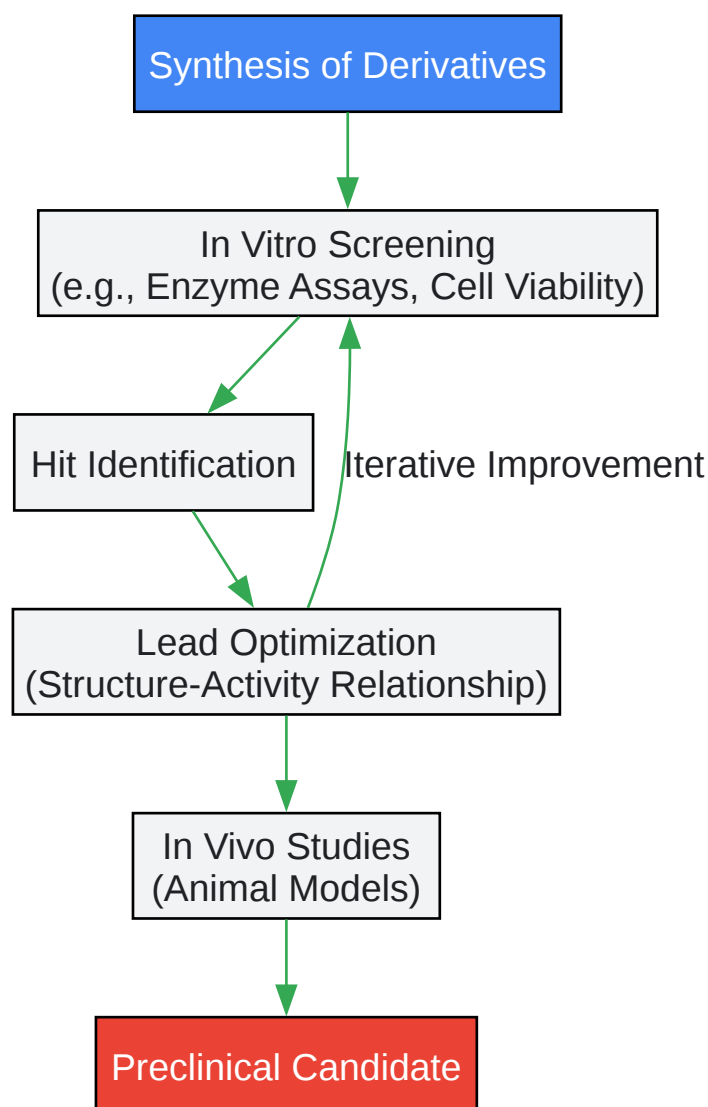 Synthesis of Derivatives
In Vitro Screening
(e.g., Enzyme Assays, Cell Viability)
Hit Identification
Iterative Improvement
Lead Optimization
(Structure-Activity Relationship)
In Vivo Studies
(Animal Models)
Preclinical Candidate